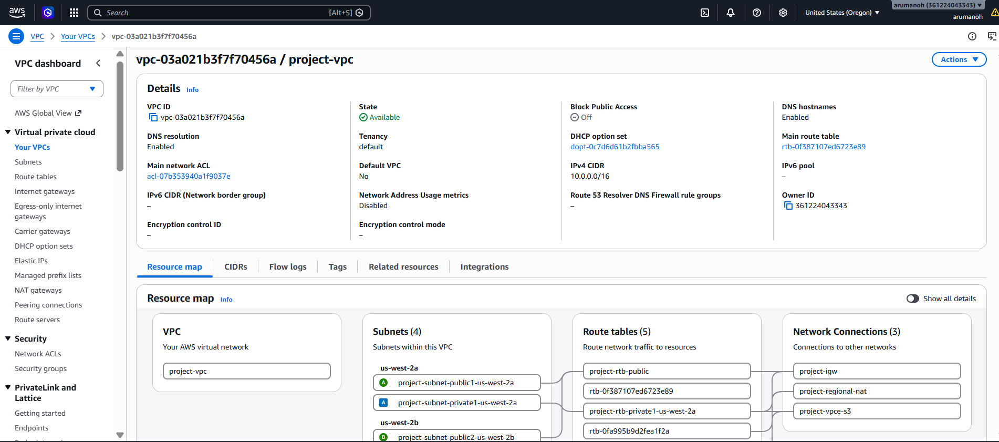 aws
Search
[Alt+S]
United States (Oregon)
arumanoh (361224043343)
arumanoh
VPC
Your VPCs
vpc-03a021b3f7f70456a
VPC dashboard
Filter by VPC
AWS Global View
Virtual private cloud
Your VPCs
Subnets
Route tables
Internet gateways
Egress-only internet
gateways
Carrier gateways
DHCP option sets
Elastic IPs
Managed prefix lists
NAT gateways
Peering connections
Route servers
Security
Network ACLs
Security groups
PrivateLink and
Lattice
Getting started
Endpoints
vpc-03a021b3f7f70456a / project-vpc
Actions
Details Info
VPC ID
vpc-03a021b3f7f70456a
State
Available
Block Public Access
Off
DNS hostnames
Enabled
DNS resolution
Enabled
Tenancy
default
DHCP option set
dopt-0c7d6d61b2fbba565
Main route table
rtb-0f387107ed6723e89
Main network ACL
acl-07b353940a1f9037e
Default VPC
No
IPv4 CIDR
10.0.0.0/16
IPv6 pool
–
IPv6 CIDR (Network border group)
–
Network Address Usage metrics
Disabled
Route 53 Resolver DNS Firewall rule groups
–
Owner ID
361224043343
Encryption control ID
–
Encryption control mode
–
Resource map
CIDRs
Flow logs
Tags
Related resources
Integrations
Resource map Info
Show all details
VPC
Your AWS virtual network
project-vpc
Subnets (4)
Subnets within this VPC
us-west-2a
A project-subnet-public1-us-west-2a
A project-subnet-private1-us-west-2a
us-west-2b
B project-subnet-public2-us-west-2b
Route tables (5)
Route network traffic to resources
project-rtb-public
rtb-0f387107ed6723e89
project-rtb-private1-us-west-2a
rtb-0fa995b9d2fea1f2a
Network Connections (3)
Connections to other networks
project-igw
project-regional-nat
project-vpce-s3